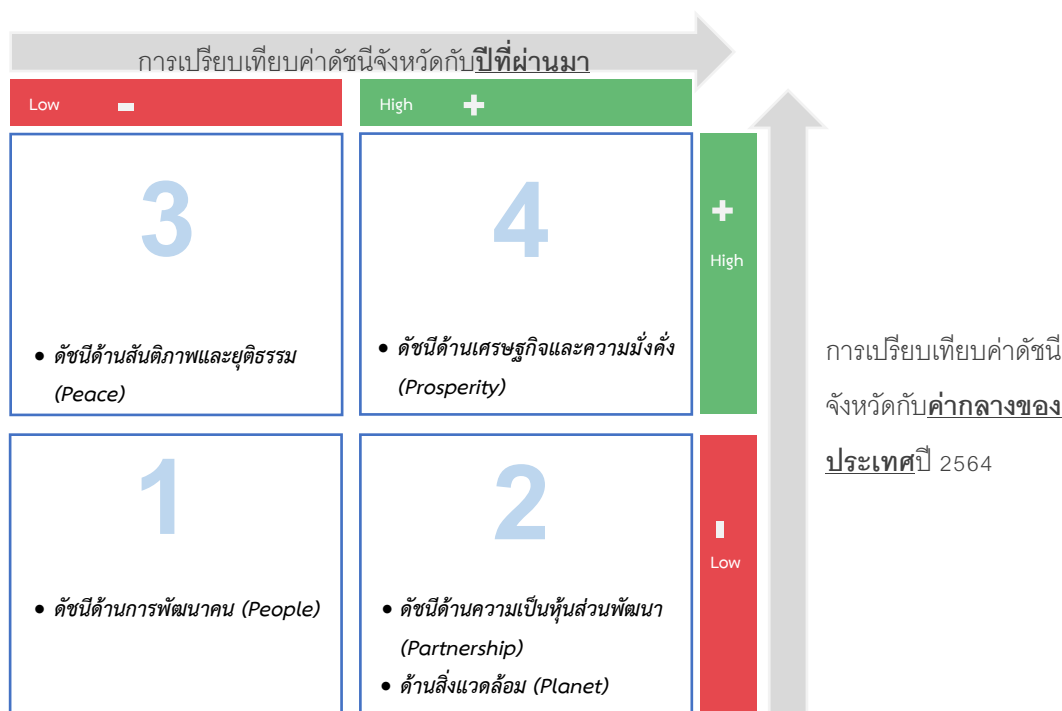 การเปรียบเทียบค่าดัชนีจังหวัดกับปีที่ผ่านมา
Low -
High +
3
• ดัชนีด้านสันติภาพและยุติธรรม
(Peace)
4
• ดัชนีด้านเศรษฐกิจและความมั่งคั่ง
(Prosperity)
+
High
การเปรียบเทียบค่าดัชนี
จังหวัดกับค่ากลางของ
ประเทศปี 2564
1
• ดัชนีด้านการพัฒนาคน (People)
2
• ดัชนีด้านความเป็นหุ้นส่วนพัฒนา
(Partnership)
• ด้านสิ่งแวดล้อม (Planet)
-
Low